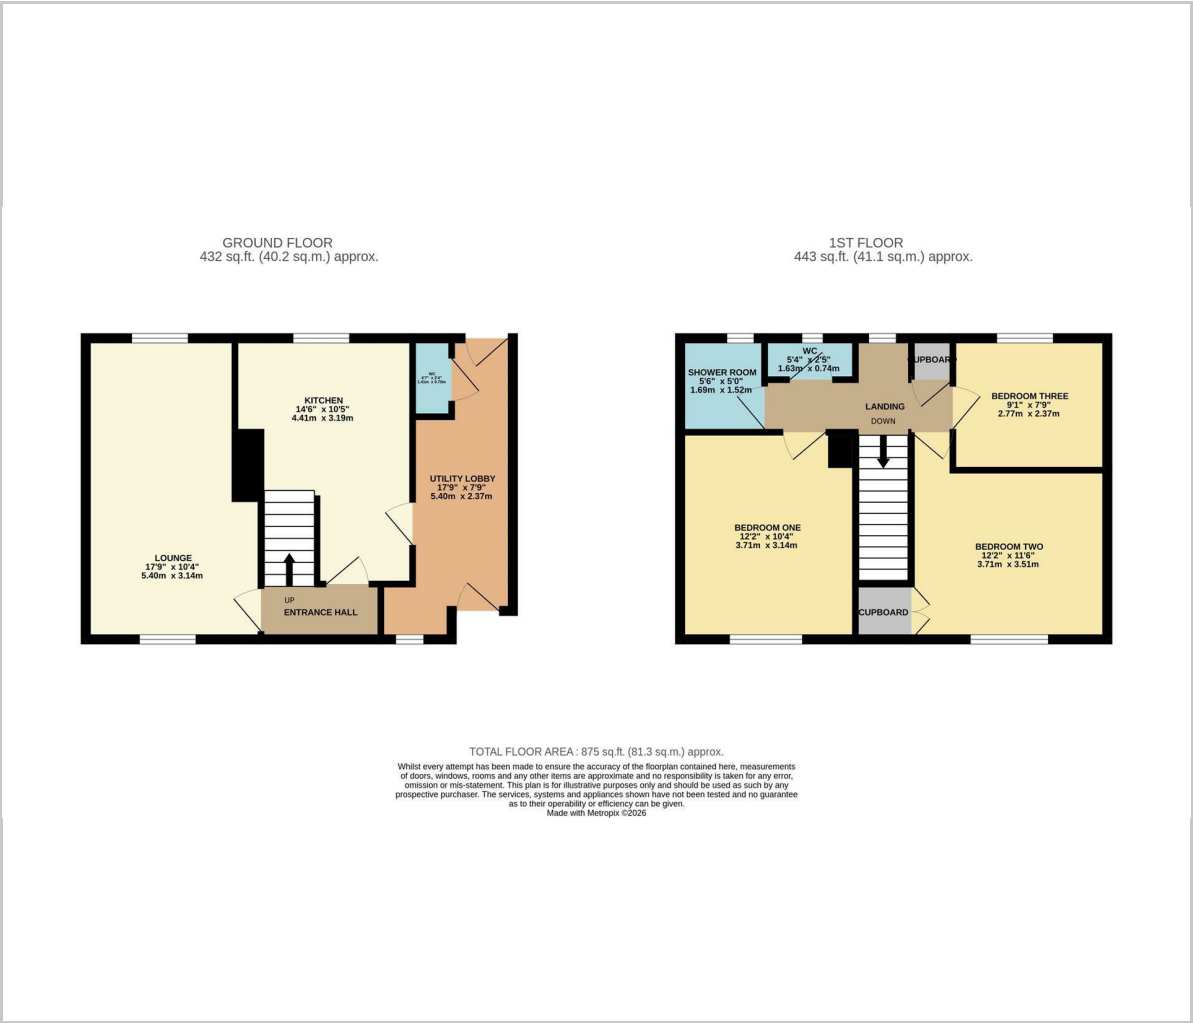 GROUND FLOOR
432 sq.ft. (40.2 sq.m.) approx.
1ST FLOOR
443 sq.ft. (41.1 sq.m.) approx.
LOUNGE
17'9" x 10'4"
5.40m x 3.14m
KITCHEN
14'6" x 10'5"
4.41m x 3.19m
WC
4'7" x 2'4"
1.41m x 0.70m
UTILITY LOBBY
17'9" x 7'9"
5.40m x 2.37m
UP
ENTRANCE HALL
SHOWER ROOM
5'6" x 5'0"
1.69m x 1.52m
WC
5'4" x 2'5"
1.63m x 0.74m
CUPBOARD
LANDING
DOWN
BEDROOM THREE
9'1" x 7'9"
2.77m x 2.37m
BEDROOM ONE
12'2" x 10'4"
3.71m x 3.14m
BEDROOM TWO
12'2" x 11'6"
3.71m x 3.51m
CUPBOARD
TOTAL FLOOR AREA : 875 sq.ft. (81.3 sq.m.) approx.
Whilst every attempt has been made to ensure the accuracy of the floorplan contained here, measurements
of doors, windows, rooms and any other items are approximate and no responsibility is taken for any error,
omission or mis-statement. This plan is for illustrative purposes only and should be used as such by any
prospective purchaser. The services, systems and appliances shown have not been tested and no guarantee
as to their operability or efficiency can be given.
Made with Metropix ©2026